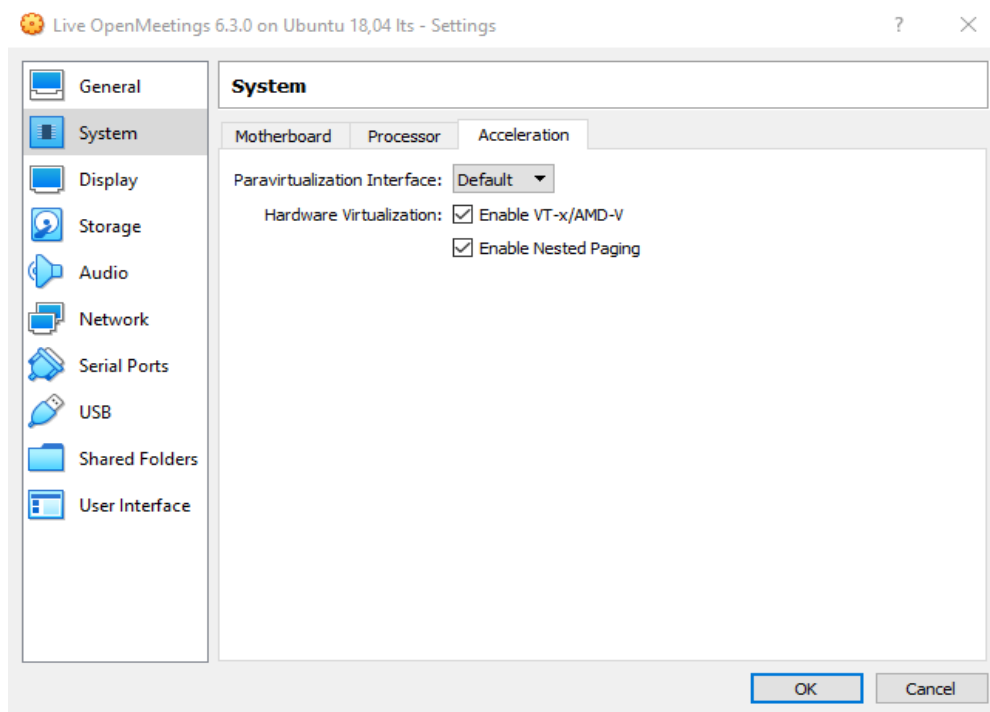 Live OpenMeetings 6.3.0 on Ubuntu 18,04 lts - Settings
?
General
System
Display
Storage
Audio
Network
Serial Ports
USB
Shared Folders
User Interface
System
Motherboard Processor Acceleration
Paravirtualization Interface: Default
Hardware Virtualization: Enable VT-x/AMD-V
Enable Nested Paging
OK Cancel